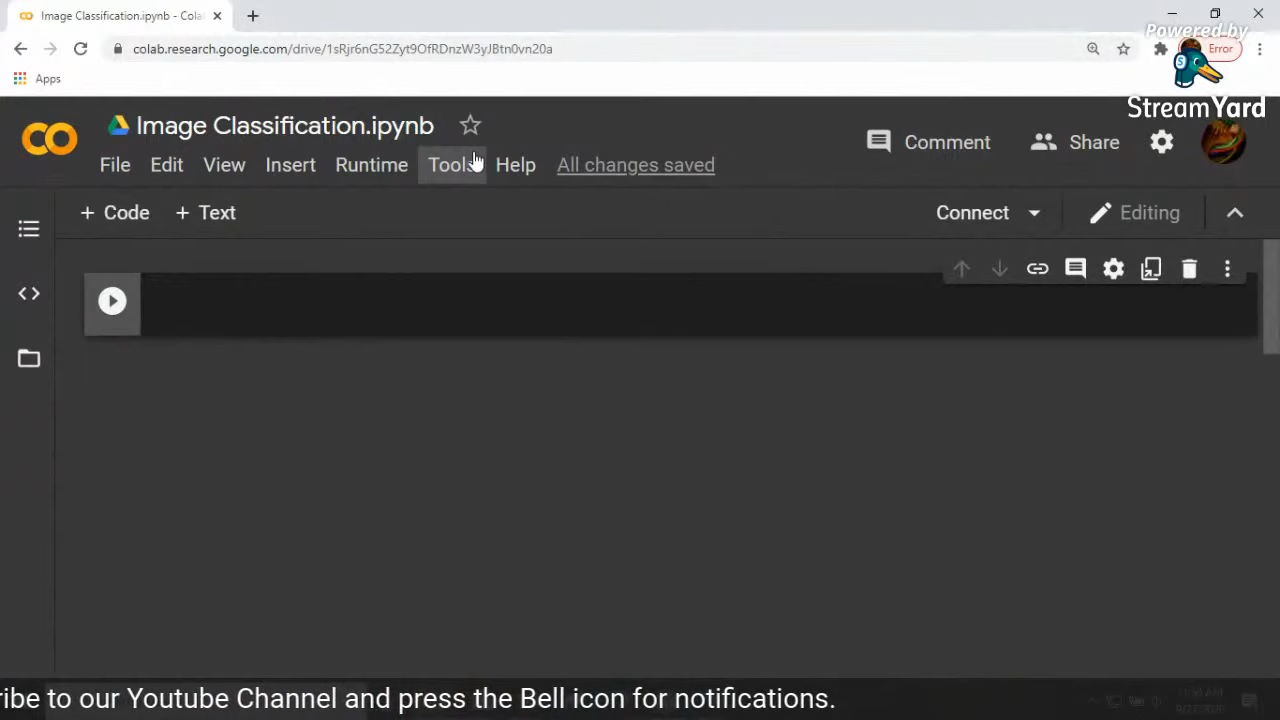 Image Classification.ipynb - Cola
colab.research.google.com/drive/1sRjr6nG52Zyt9OfRDnzW3yJBtn0vn20a
Error
Powered by
StreamYard
Apps
Image Classification.ipynb
Comment
Share
File Edit View Insert Runtime Tools Help All changes saved
+ Code + Text
Connect
Editing
ribe to our Youtube Channel and press the Bell icon for notifications.